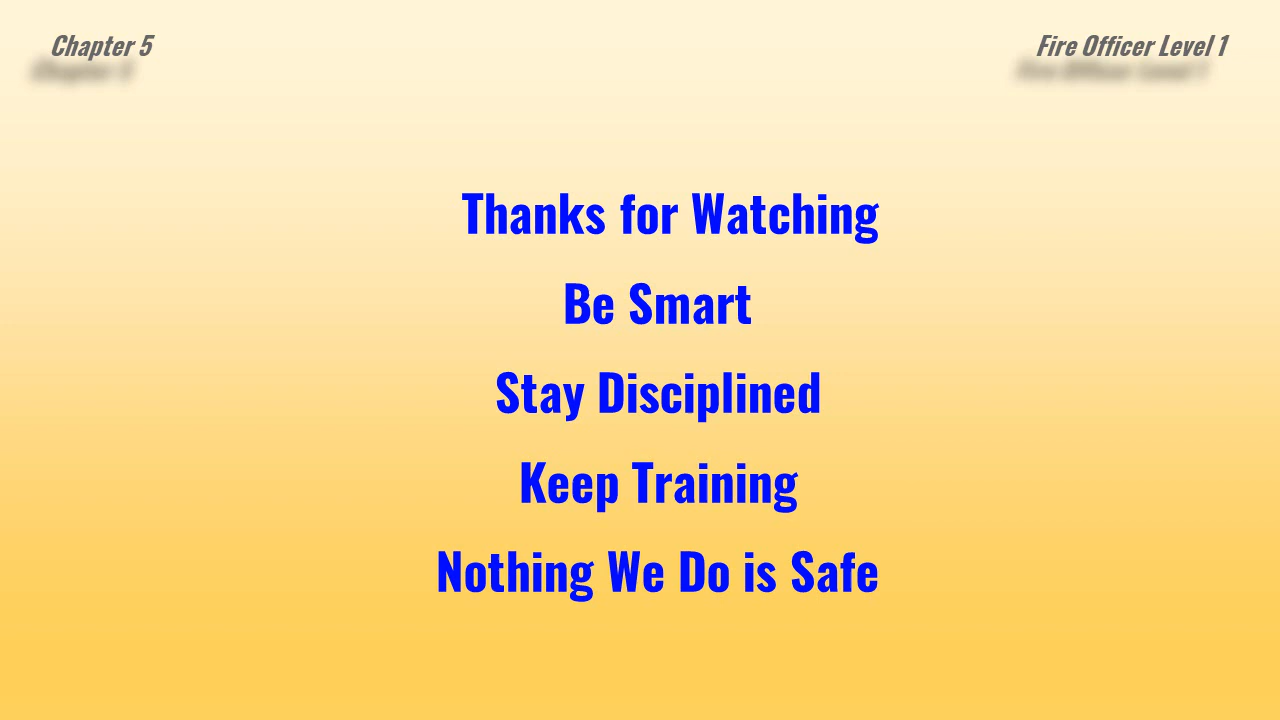 Chapter 5
Fire Officer Level 1
Thanks for Watching
Be Smart
Stay Disciplined
Keep Training
Nothing We Do is Safe